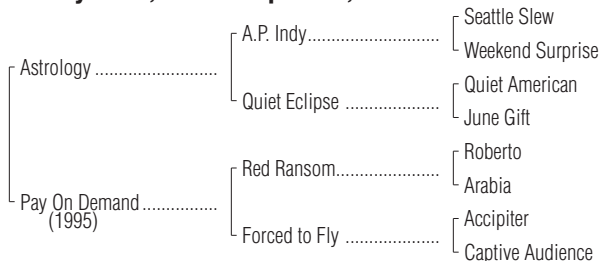 Seattle Slew
A.P. Indy
Weekend Surprise
Astrology
Quiet American
Quiet Eclipse
June Gift
Roberto
Red Ransom
Arabia
Pay On Demand
(1995)
Accipiter
Forced to Fly
Captive Audience